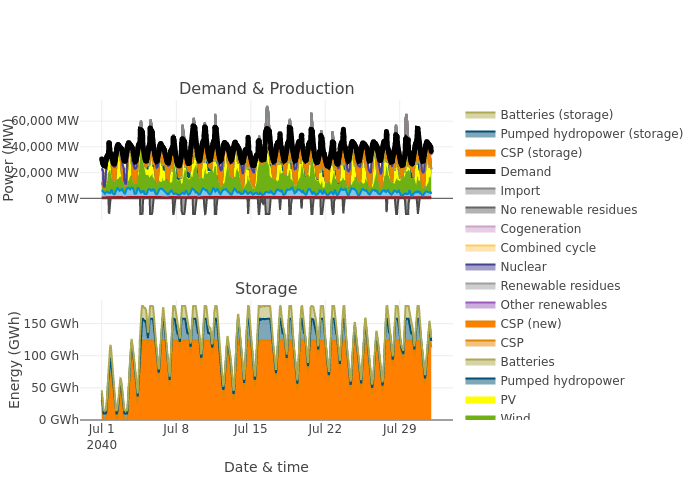 Demand & Production
Power (MW)
60,000 MW
40,000 MW
20,000 MW
0 MW
Storage
Energy (GWh)
150 GWh
100 GWh
50 GWh
0 GWh
Jul 1
2040
Jul 8
Jul 15
Jul 22
Jul 29
Date & time
Batteries (storage)
Pumped hydropower (storage)
CSP (storage)
Demand
Import
No renewable residues
Cogeneration
Combined cycle
Nuclear
Renewable residues
Other renewables
CSP (new)
CSP
Batteries
Pumped hydropower
PV
Wind